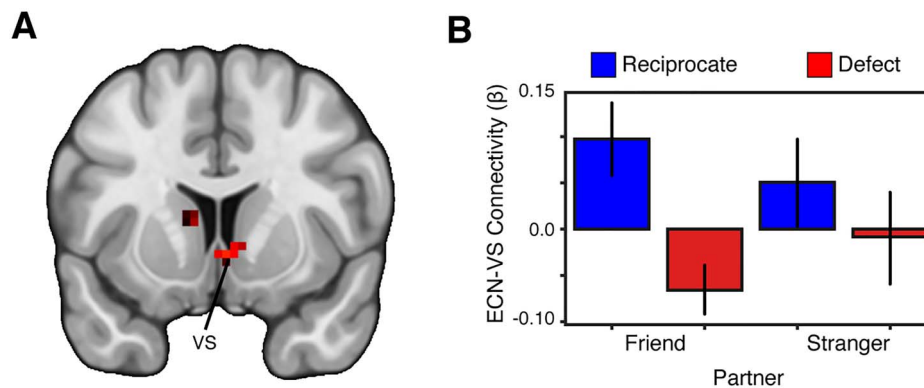 A
VS
B
Reciprocate Defect
0.15
0.0
-0.10
ECN-VS Connectivity (β)
Friend Stranger
Partner